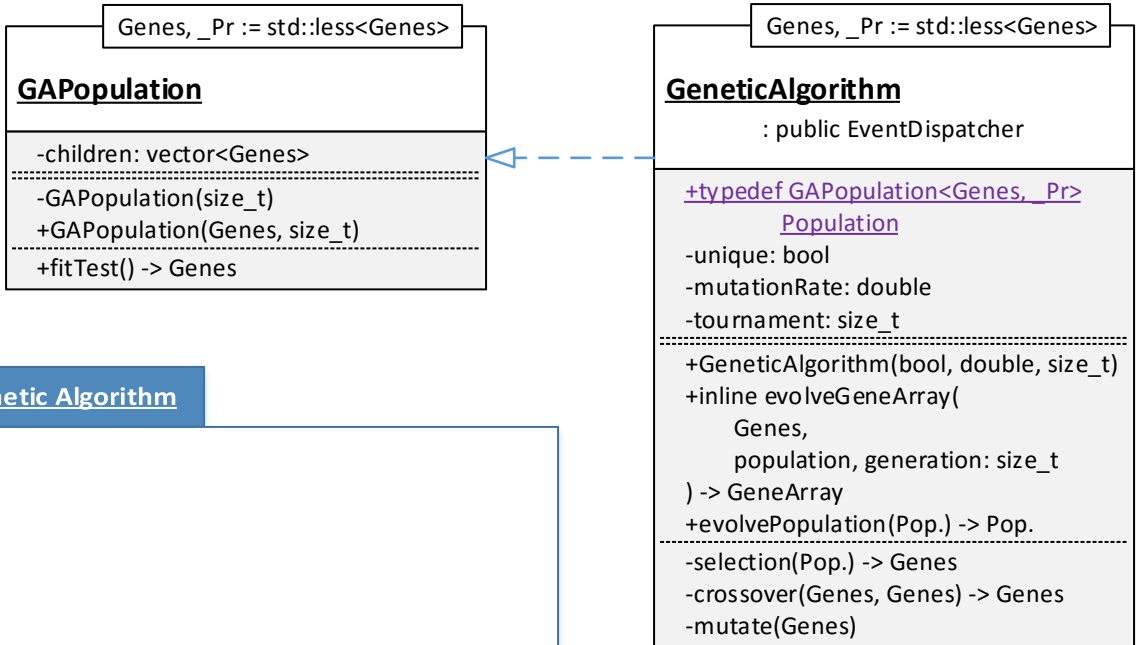 Genes, _Pr := std::less<Genes>
GAPopulation
-children: vector<Genes>
-GAPopulation(size_t)
+GAPopulation(Genes, size_t)
+fitTest() -> Genes
Genes, _Pr := std::less<Genes>
GeneticAlgorithm
: public EventDispatcher
+typedef GAPopulation<Genes, _Pr>
Population
-unique: bool
-mutationRate: double
-tournament: size_t
+GeneticAlgorithm(bool, double, size_t)
+inline evolveGeneArray(
Genes,
population, generation: size_t
) -> GeneArray
+evolvePopulation(Pop.) -> Pop.
-selection(Pop.) -> Genes
-crossover(Genes, Genes) -> Genes
-mutate(Genes)
netic Algorithm